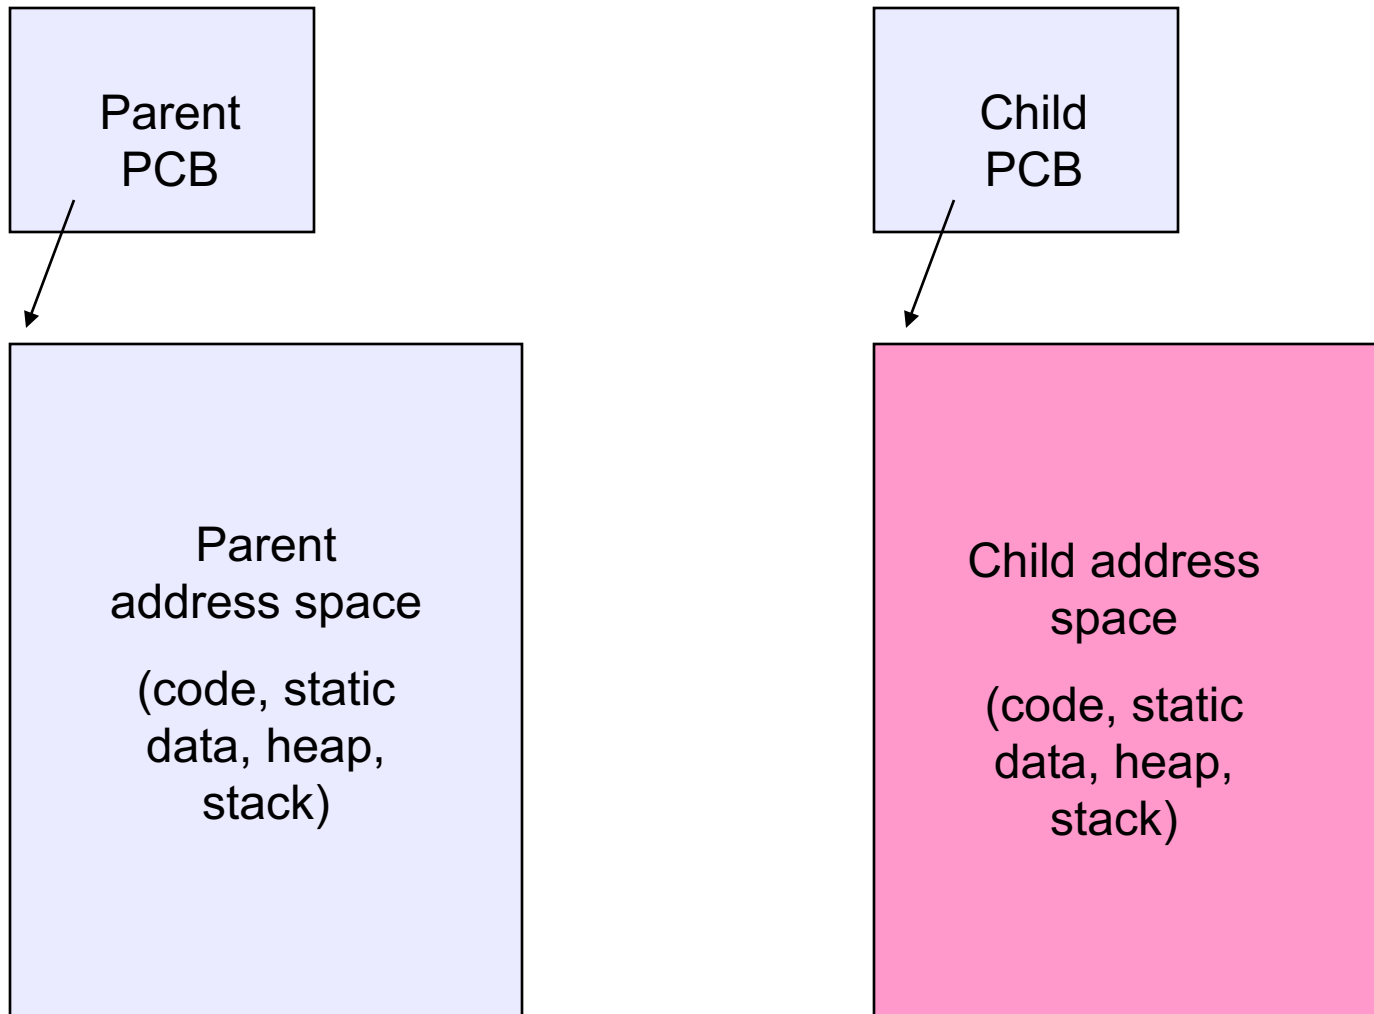 Parent
PCB
Child
PCB
Parent
address space
(code, static
data, heap,
stack)
Child address
space
(code, static
data, heap,
stack)